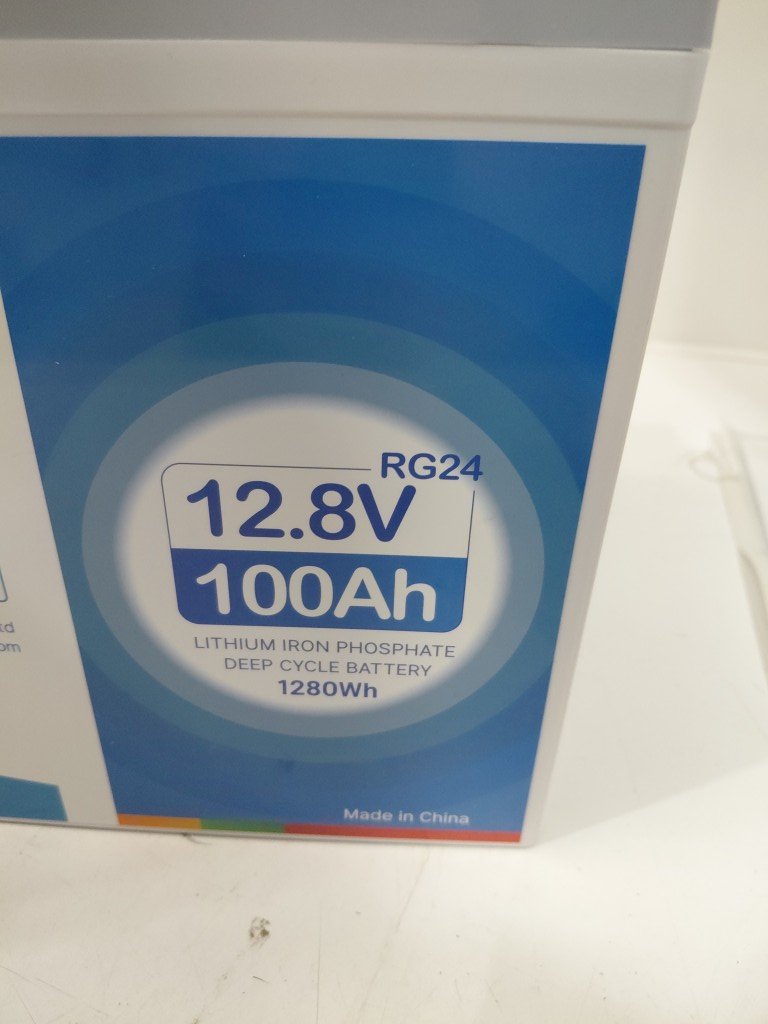 RG24
12.8V
100Ah
LITHIUM IRON PHOSPHATE
DEEP CYCLE BATTERY
1280Wh
Made in China